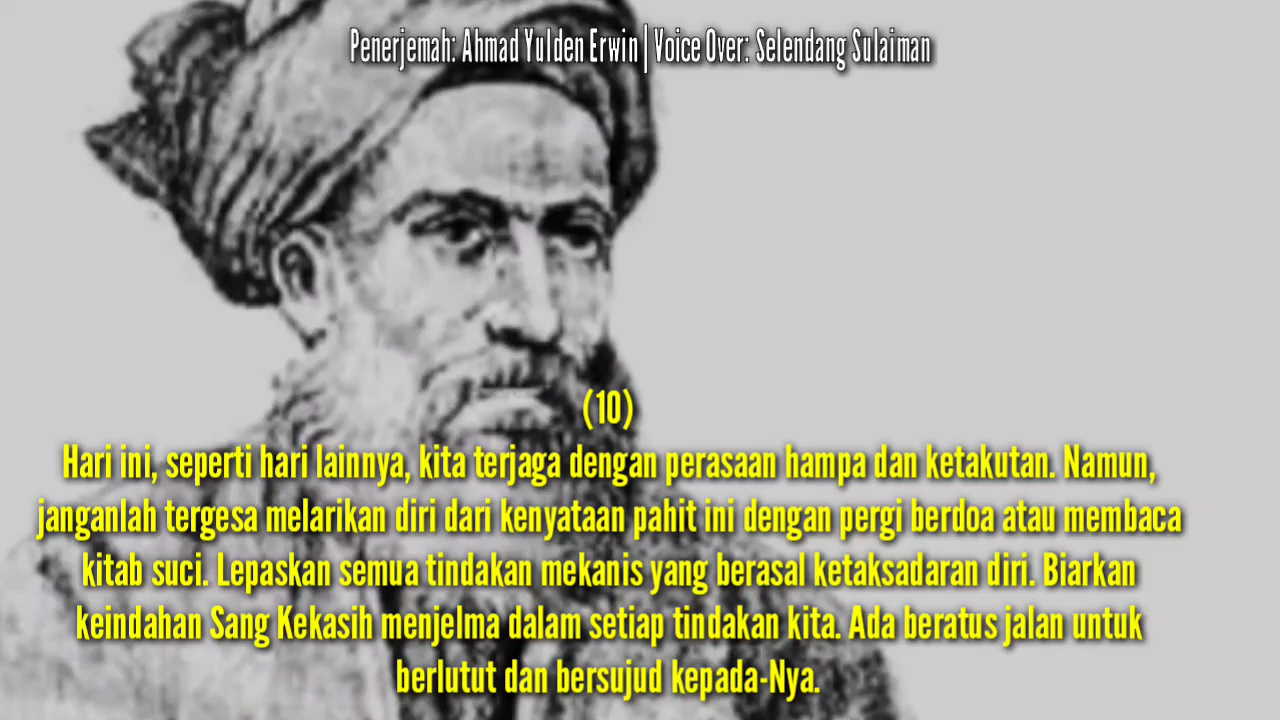 Penerjemah: Ahmad Yulden Erwin | Voice Over: Selendang Sulaiman
(10)
Hari ini, seperti hari lainnya, kita terjaga dengan perasaan hampa dan ketakutan. Namun,
janganlah tergesa melarikan diri dari kenyataan pahit ini dengan pergi berdoa atau membaca
kitab suci. Lepaskan semua tindakan mekanis yang berasal ketaksadaran diri. Biarkan
keindahan Sang Kekasih menjelma dalam setiap tindakan kita. Ada beratus jalan untuk
berlutut dan bersujud kepada-Nya.